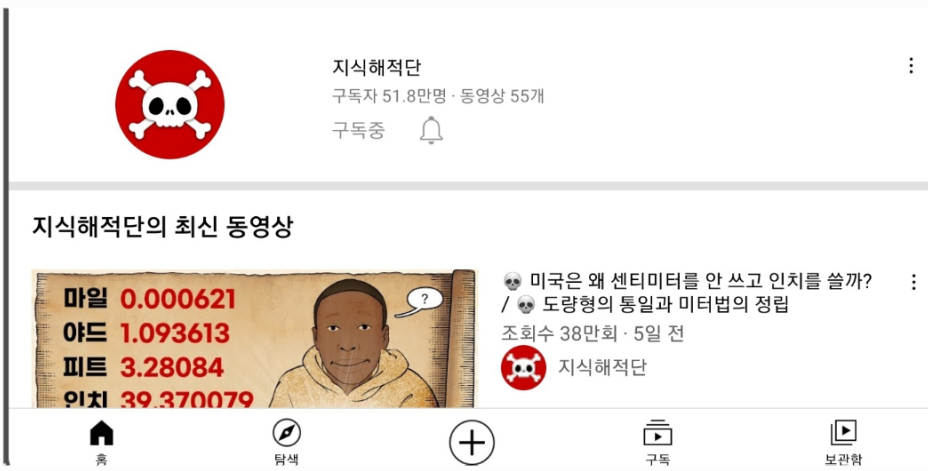 지식해적단
구독자 51.8만명 · 동영상 55개
구독중
지식해적단의 최신 동영상
마일 0.000621
야드 1.093613
피트 3.28084
인치 39.370079
?
💀 미국은 왜 센티미터를 안 쓰고 인치를 쓸까?
/ 💀 도량형의 통일과 미터법의 정립
조회수 38만회 · 5일 전
지식해적단
홈
탐색
구독
보관함